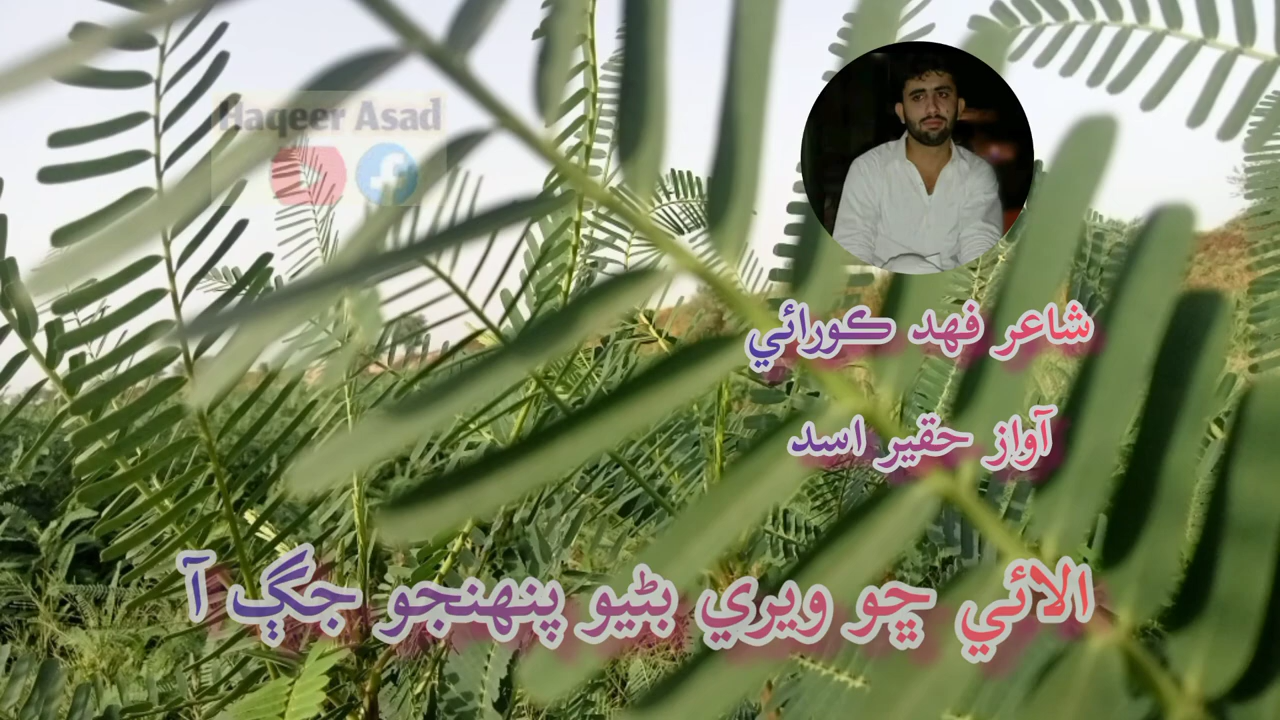 Haqeer Asad
شاعر فهد ڪورائي
آواز حقير اسد
الائي ڇو ويري بڻيو پنهنجو جڳ آ